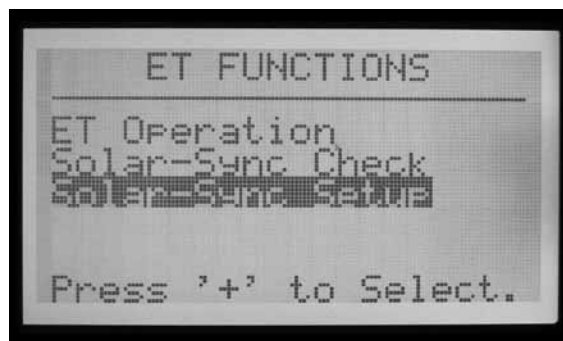 ET FUNCTIONS
ET Operation
Solar-Sync Check
Solar-Sync Setup
Press '+' to Select.